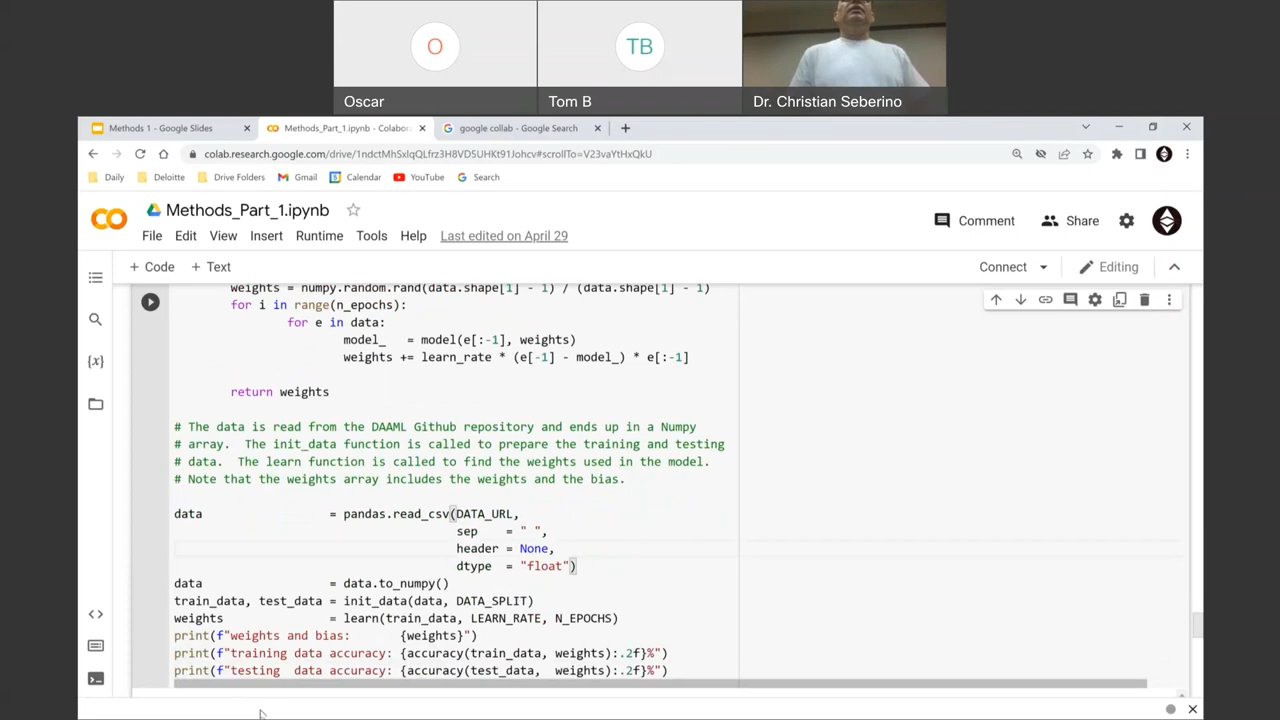 O
TB
Oscar
Tom B
Dr. Christian Seberino
Methods 1 - Google Slides
Methods_Part_1.ipynb - Colabora
google collab - Google Search
colab.research.google.com/drive/1ndctMhSxlqQLfrz3H8VD5UHKt91Johcv#scrollTo=V23vaYtHxQkU
Daily
Deloitte
Drive Folders
Gmail
Calendar
YouTube
Search
Methods_Part_1.ipynb
Comment
Share
File Edit View Insert Runtime Tools Help Last edited on April 29
+ Code + Text
Connect
Editing
weights = numpy.random.rand(data.shape[1] - 1) / (data.shape[1] - 1)
for i in range(n_epochs):
for e in data:
model_ = model(e[:-1], weights)
weights += learn_rate * (e[-1] - model_) * e[:-1]
return weights
# The data is read from the DAAML Github repository and ends up in a Numpy
# array. The init_data function is called to prepare the training and testing
# data. The learn function is called to find the weights used in the model.
# Note that the weights array includes the weights and the bias.
data = pandas.read_csv(DATA_URL,
sep = " ",
header = None,
dtype = "float")
data = data.to_numpy()
train_data, test_data = init_data(data, DATA_SPLIT)
weights = learn(train_data, LEARN_RATE, N_EPOCHS)
print(f"weights and bias: {weights}")
print(f"training data accuracy: {accuracy(train_data, weights):.2f}%")
print(f"testing data accuracy: {accuracy(test_data, weights):.2f}%")